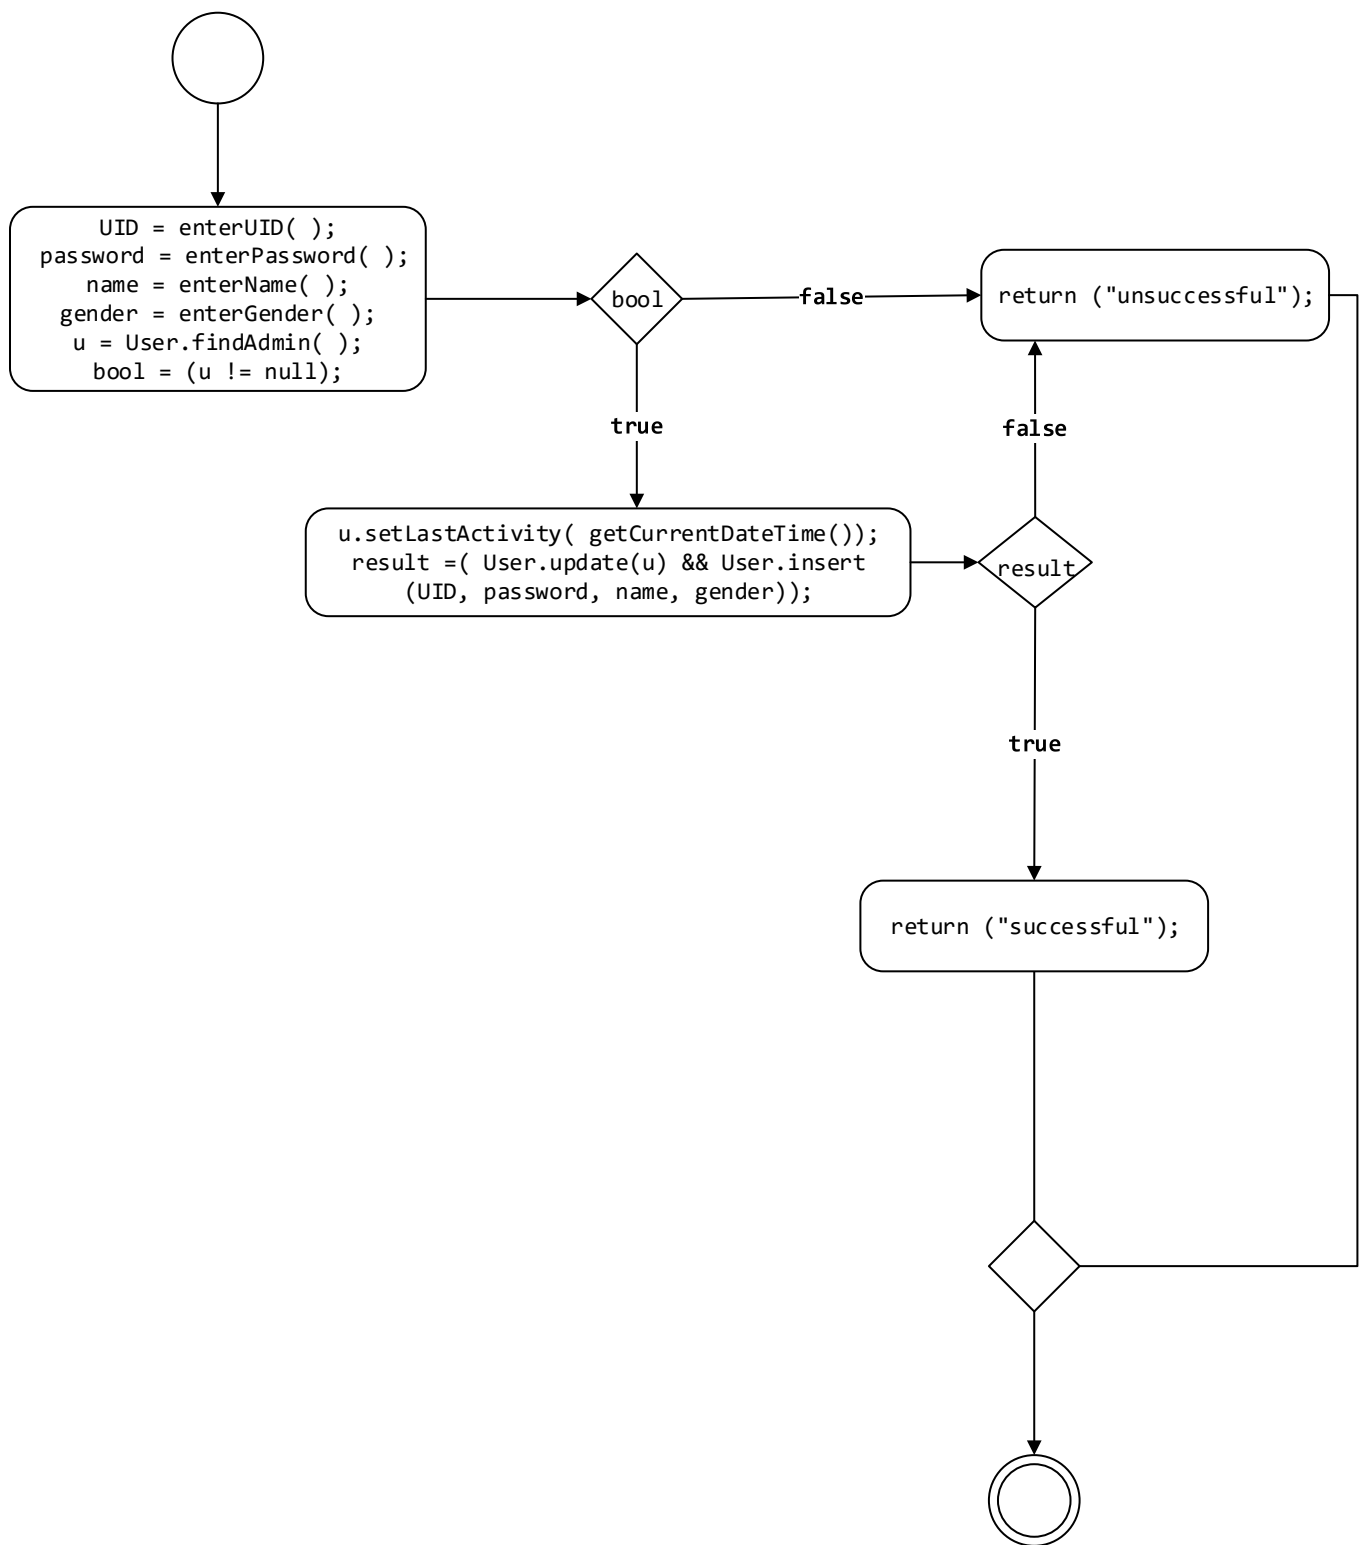 UID = enterUID( );
password = enterPassword( );
name = enterName( );
gender = enterGender( );
u = User.findAdmin( );
bool = (u != null);
bool
false
return ("unsuccessful");
true
false
u.setLastActivity( getCurrentDateTime());
result =( User.update(u) && User.insert
(UID, password, name, gender));
result
true
return ("successful");